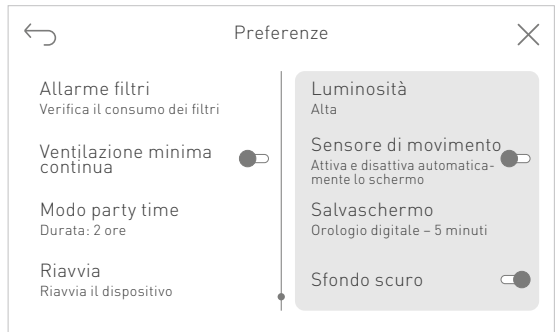 Preferenze
Allarme filtri
Verifica il consumo dei filtri
Ventilazione minima
continua
Modo party time
Durata: 2 ore
Riavvia
Riavvia il dispositivo
Luminosità
Alta
Sensore di movimento
Attiva e disattiva automatica-
mente lo schermo
Salvaschermo
Orologio digitale – 5 minuti
Sfondo scuro